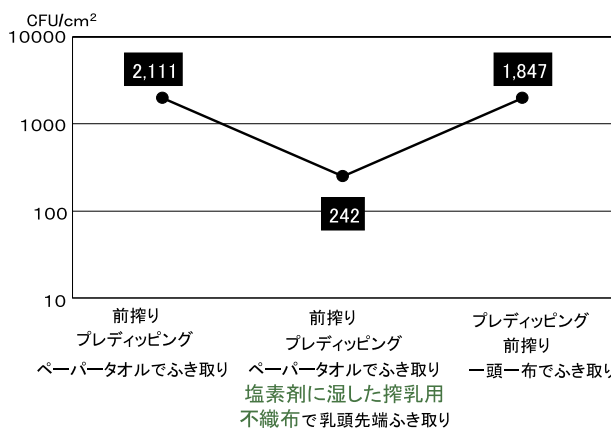 CFU/cm²
10000
1000
100
10
2,111
242
1,847
前搾り
プレディッピング
ペーパータオルでふき取り
前搾り
プレディッピング
ペーパータオルでふき取り
塩素剤に湿した搾乳用
不織布で乳頭先端ふき取り
プレディッピング
前搾り
一頭一布でふき取り